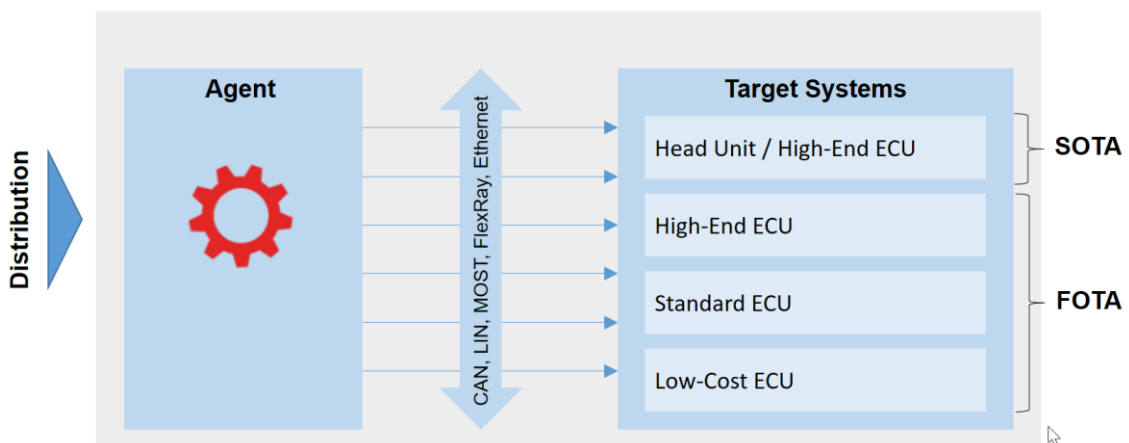 Distribution
Agent
CAN, LIN, MOST, FlexRay, Ethernet
Target Systems
Head Unit / High-End ECU
High-End ECU
Standard ECU
Low-Cost ECU
SOTA
FOTA